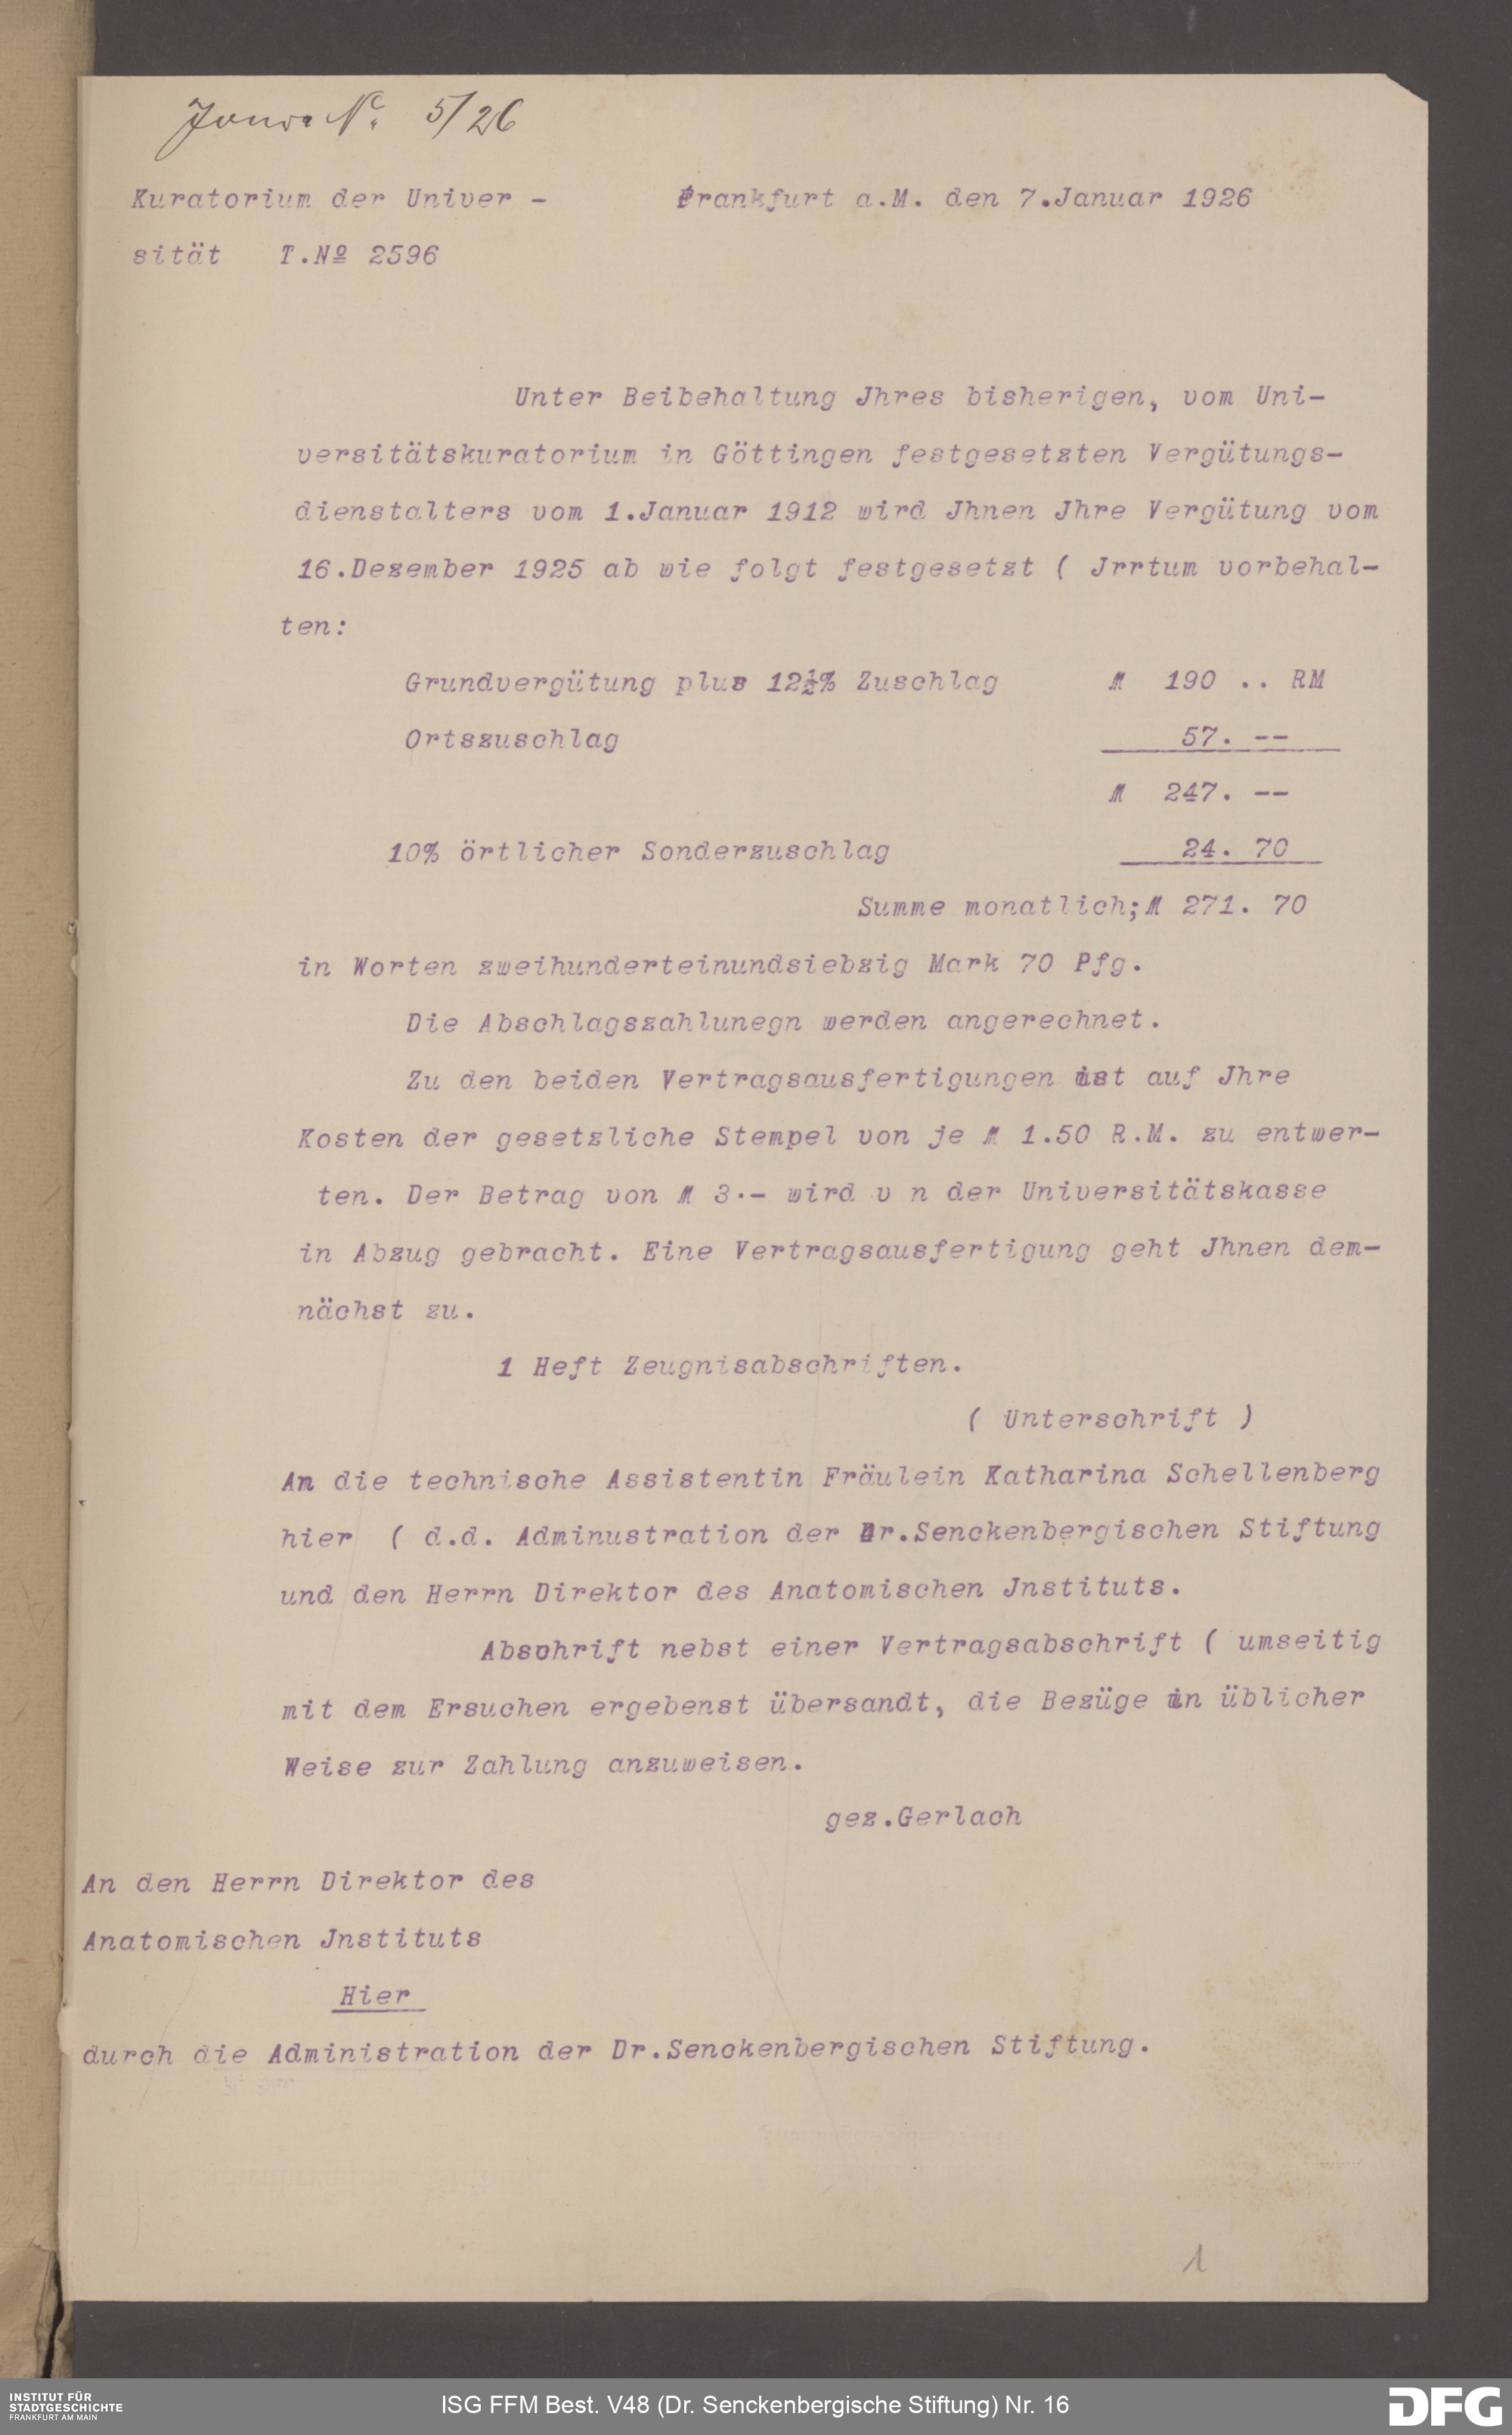 Journ. No. 5/26
Kuratorium der Univer - Frankfurt a.M. den 7.Januar 1926
sität T.Nº 2596
Unter Beibehaltung Jhres bisherigen, vom Uni-
versitätskuratorium in Göttingen festgesetzten Vergütungs-
dienstalters vom 1.Januar 1912 wird Jhnen Jhre Vergütung vom
16.Dezember 1925 ab wie folgt festgesetzt ( Jrrtum vorbehal-
ten:
Grundvergütung plus 12½% Zuschlag M 190 .. RM
Ortszuschlag 57. --
M 247. --
10% örtlicher Sonderzuschlag 24. 70
Summe monatlich;M 271. 70
in Worten zweihunderteinundsiebzig Mark 70 Pfg.
Die Abschlagszahlunegn werden angerechnet.
Zu den beiden Vertragsausfertigungen ist auf Jhre
Kosten der gesetzliche Stempel von je M 1.50 R.M. zu entwer-
ten. Der Betrag von M 3.- wird v n der Universitätskasse
in Abzug gebracht. Eine Vertragsausfertigung geht Jhnen dem-
nächst zu.
1 Heft Zeugnisabschriften.
( Unterschrift )
An die technische Assistentin Fräulein Katharina Schellenberg
hier ( d.d. Adminustration der Dr.Senckenbergischen Stiftung
und den Herrn Direktor des Anatomischen Jnstituts.
Abschrift nebst einer Vertragsabschrift ( umseitig
mit dem Ersuchen ergebenst übersandt, die Bezüge in üblicher
Weise zur Zahlung anzuweisen.
gez.Gerlach
An den Herrn Direktor des
Anatomischen Jnstituts
Hier
durch die Administration der Dr.Senckenbergischen Stiftung.
1
INSTITUT FÜR
STADTGESCHICHTE
FRANKFURT AM MAIN
ISG FFM Best. V48 (Dr. Senckenbergische Stiftung) Nr. 16
DFG